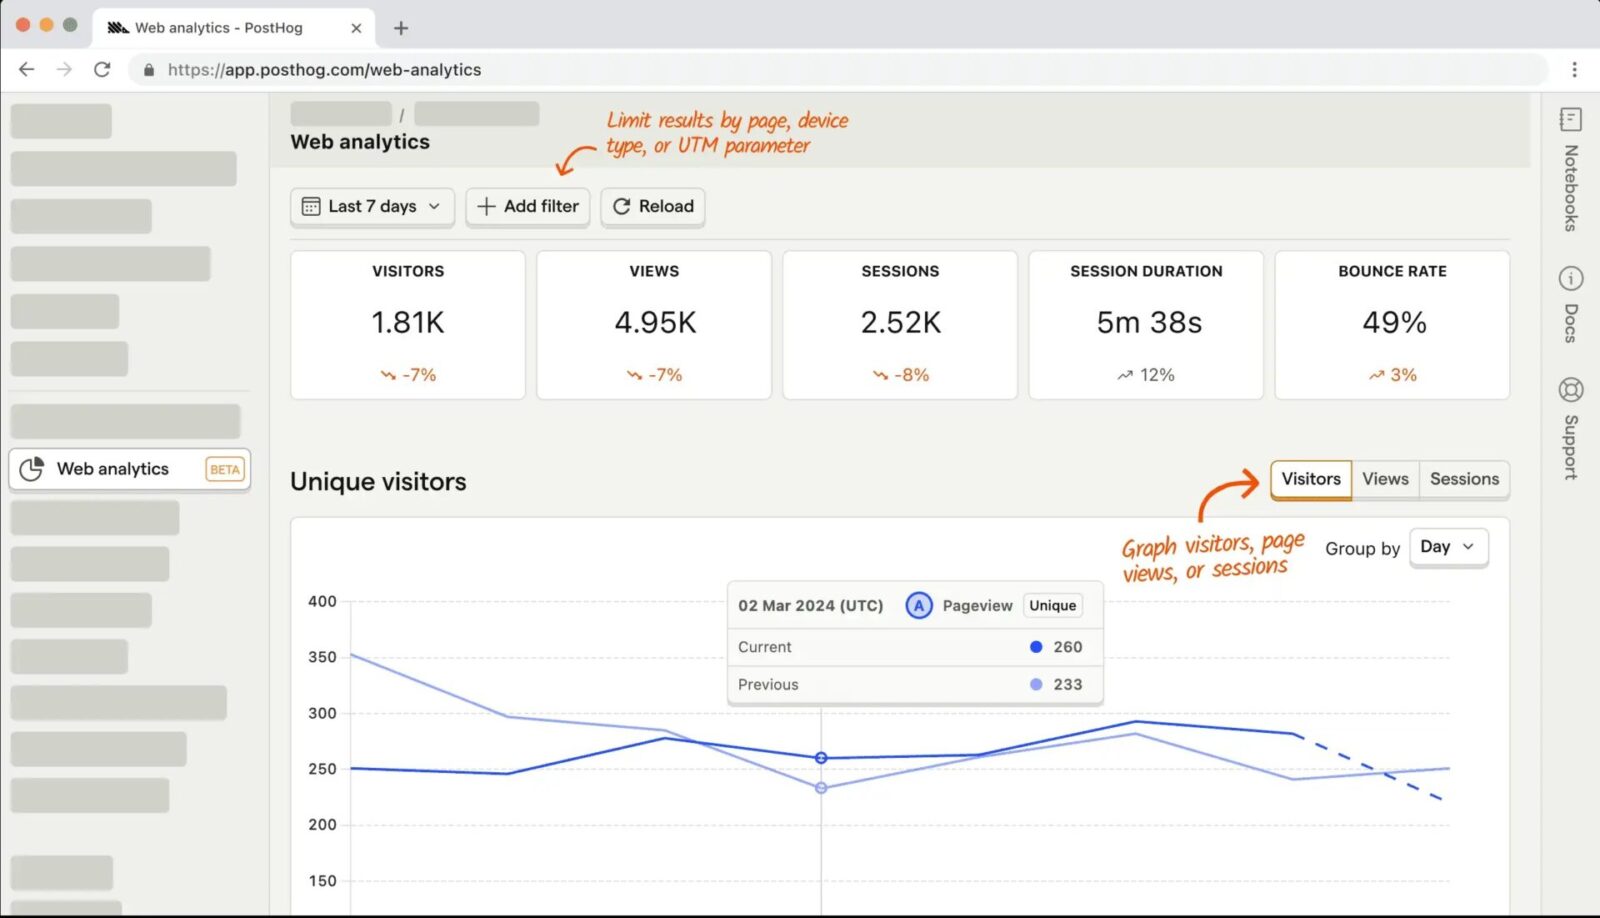 Web analytics - PostHog
https://app.posthog.com/web-analytics
/
Web analytics
Limit results by page, device
type, or UTM parameter
Last 7 days
Add filter
Reload
VISITORS
1.81K
-7%
VIEWS
4.95K
-7%
SESSIONS
2.52K
-8%
SESSION DURATION
5m 38s
12%
BOUNCE RATE
49%
3%
Web analytics BETA
Unique visitors
Visitors Views Sessions
Graph visitors, page
views, or sessions
Group by Day
02 Mar 2024 (UTC) A Pageview Unique
Current 260
Previous 233
400
350
300
250
200
150
Notebooks
Docs
Support